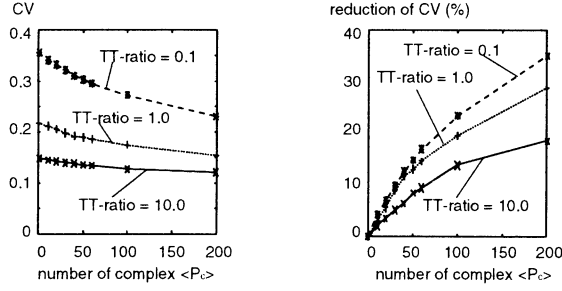 CV
0.4
0.3
0.2
0.1
0
TT-ratio = 0.1
TT-ratio = 1.0
TT-ratio = 10.0
0 50 100 150 200
number of complex <Pc>
reduction of CV (%)
40
30
20
10
0
TT-ratio = 0.1
TT-ratio = 1.0
TT-ratio = 10.0
0 50 100 150 200
number of complex <Pc>